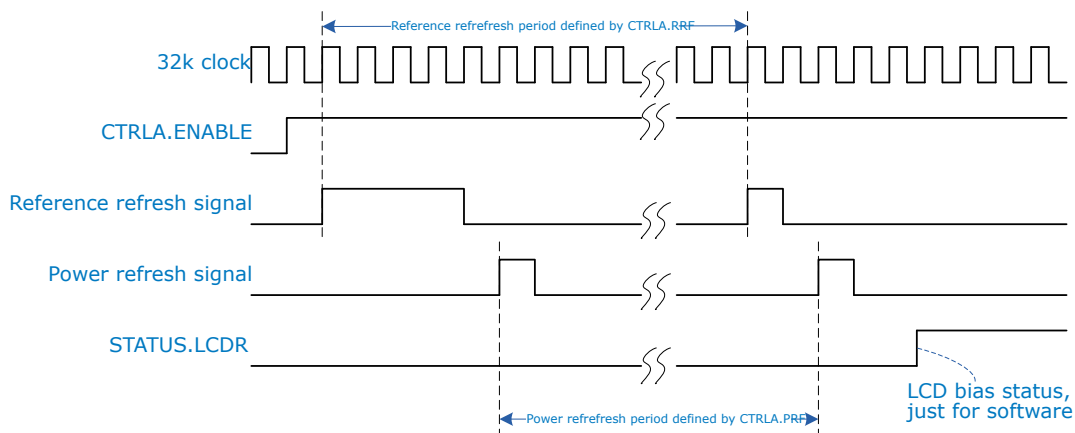 Reference refrefresh period defined by CTRLA.RRF
32k clock
CTRLA.ENABLE
Reference refresh signal
Power refresh signal
STATUS.LCDR
LCD bias status,
just for software
Power refrefresh period defined by CTRLA.PRF